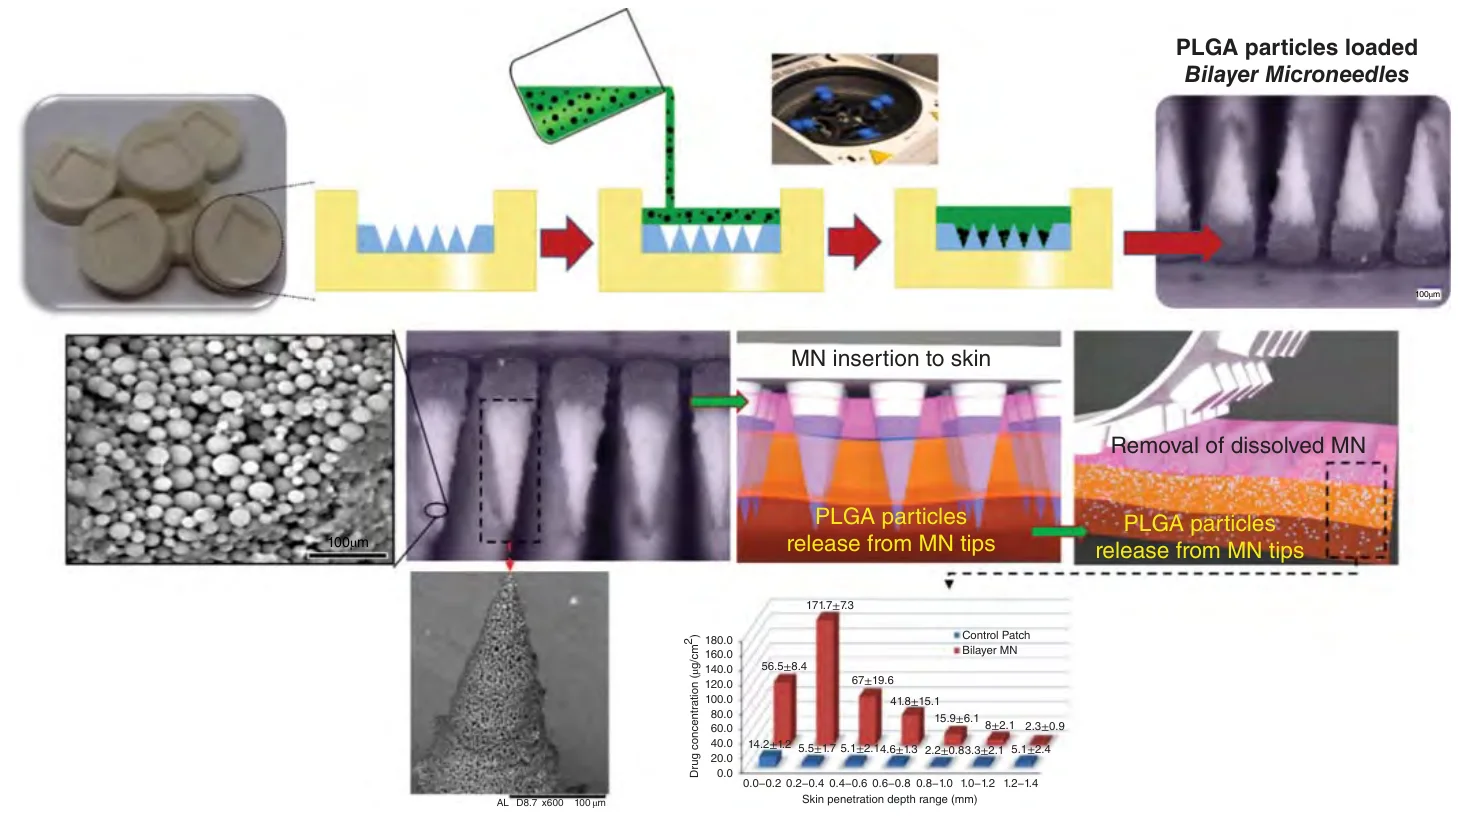 PLGA particles loaded
Bilayer Microneedles
100μm
100μm
MN insertion to skin
PLGA particles
release from MN tips
Removal of dissolved MN
PLGA particles
release from MN tips
AL D8.7 x600 100 μm
Drug concentration (μg/cm2)
180.0
160.0
140.0
120.0
100.0
80.0
60.0
40.0
20.0
0.0
171.7±7.3
56.5±8.4
67±19.6
41.8±15.1
15.9±6.1
8±2.1
2.3±0.9
14.2±1.2
5.5±1.7
5.1±2.1
4.6±1.3
2.2±0.8
3.3±2.1
5.1±2.4
Control Patch
Bilayer MN
0.0–0.2 0.2–0.4 0.4–0.6 0.6–0.8 0.8–1.0 1.0–1.2 1.2–1.4
Skin penetration depth range (mm)